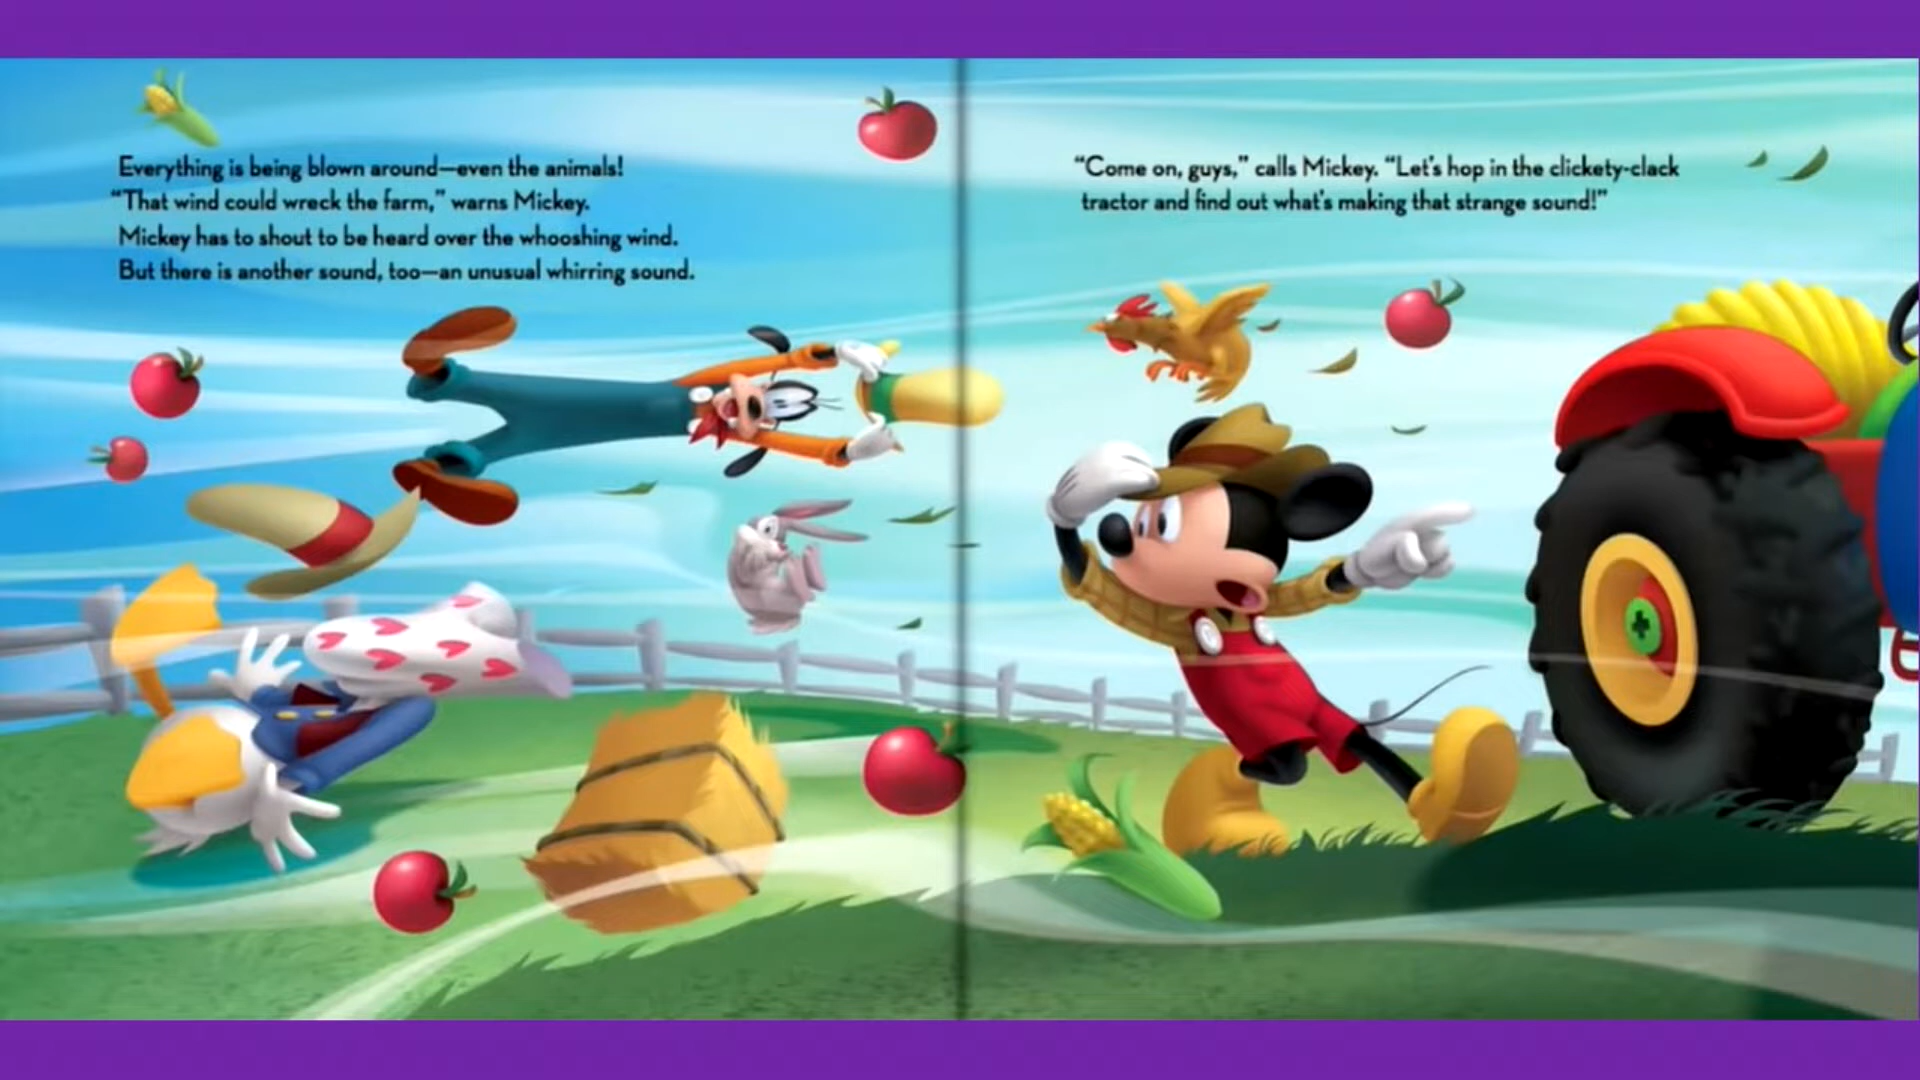 Everything is being blown around—even the animals!
“That wind could wreck the farm,” warns Mickey.
Mickey has to shout to be heard over the whooshing wind.
But there is another sound, too—an unusual whirring sound.
“Come on, guys,” calls Mickey. “Let’s hop in the clickety-clack
tractor and find out what’s making that strange sound!”